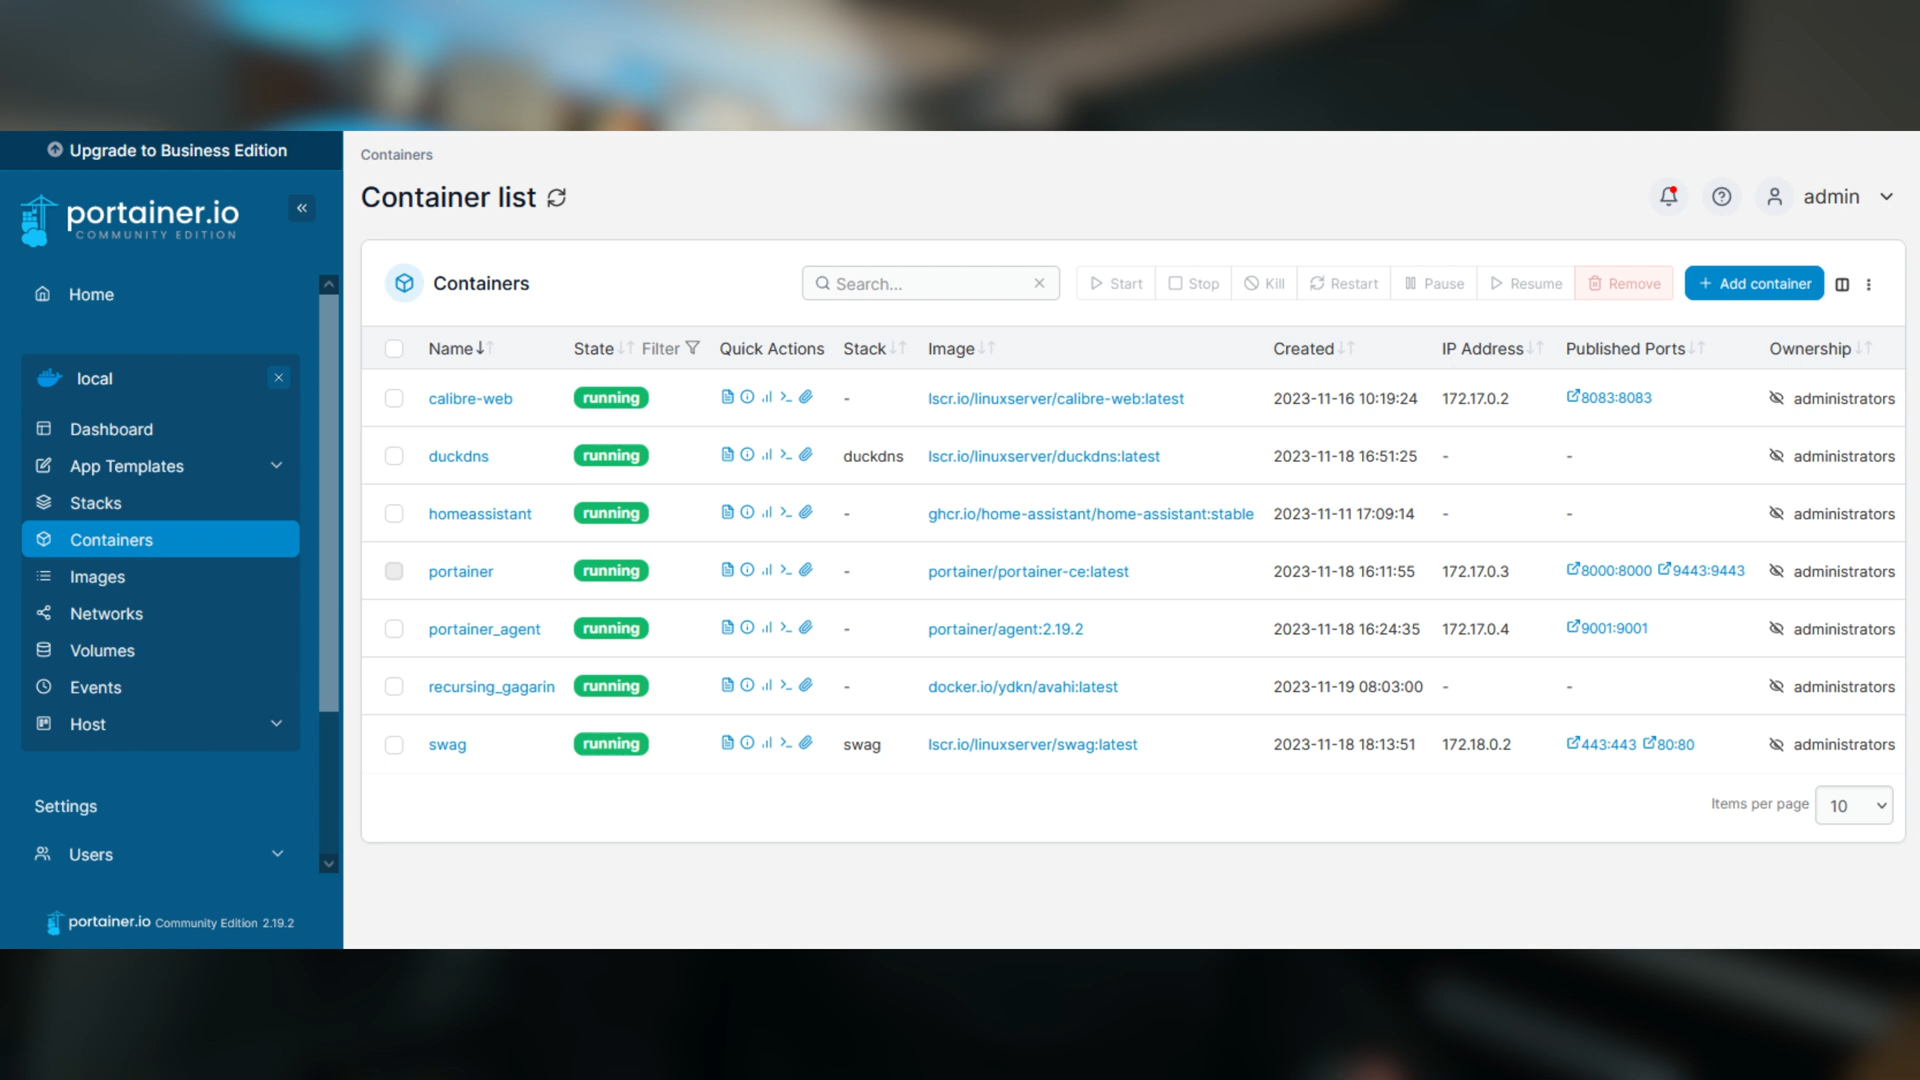 Upgrade to Business Edition
portainer.io
COMMUNITY EDITION
Home
local
Dashboard
App Templates
Stacks
Containers
Images
Networks
Volumes
Events
Host
Settings
Users
portainer.io Community Edition 2.19.2
Containers
Container list
admin
Containers
Search...
Start Stop Kill Restart Pause Resume Remove Add container
Name State Filter Quick Actions Stack Image Created IP Address Published Ports Ownership
calibre-web running - lscr.io/linuxserver/calibre-web:latest 2023-11-16 10:19:24 172.17.0.2 8083:8083 administrators
duckdns running duckdns lscr.io/linuxserver/duckdns:latest 2023-11-18 16:51:25 - - administrators
homeassistant running - ghcr.io/home-assistant/home-assistant:stable 2023-11-11 17:09:14 - - administrators
portainer running - portainer/portainer-ce:latest 2023-11-18 16:11:55 172.17.0.3 8000:8000 9443:9443 administrators
portainer_agent running - portainer/agent:2.19.2 2023-11-18 16:24:35 172.17.0.4 9001:9001 administrators
recursing_gagarin running - docker.io/ydkn/avahi:latest 2023-11-19 08:03:00 - - administrators
swag running swag lscr.io/linuxserver/swag:latest 2023-11-18 18:13:51 172.18.0.2 443:443 80:80 administrators
Items per page 10